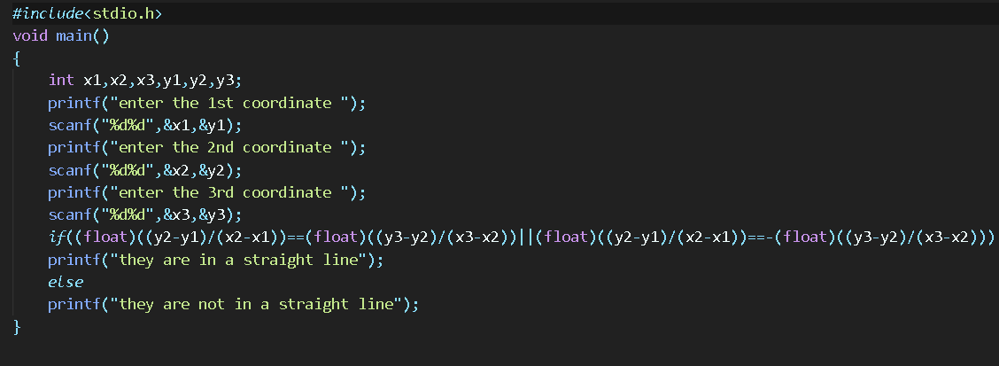 #include<stdio.h>
void main()
{
    int x1,x2,x3,y1,y2,y3;
    printf("enter the 1st coordinate ");
    scanf("%d%d",&x1,&y1);
    printf("enter the 2nd coordinate ");
    scanf("%d%d",&x2,&y2);
    printf("enter the 3rd coordinate ");
    scanf("%d%d",&x3,&y3);
    if((float)((y2-y1)/(x2-x1))==(float)((y3-y2)/(x3-x2))||(float)((y2-y1)/(x2-x1))==-(float)((y3-y2)/(x3-x2)))
    printf("they are in a straight line");
    else
    printf("they are not in a straight line");
}